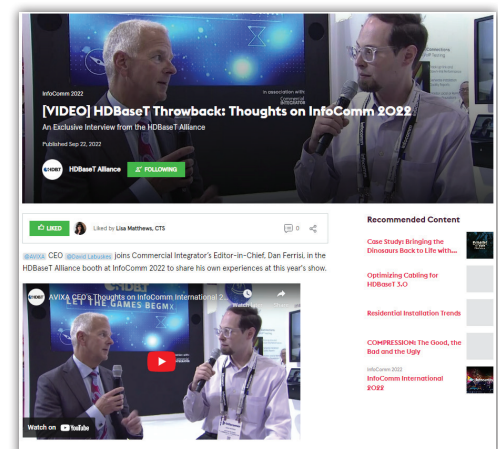 in association with:
Commercial
INTEGRATOR
InfoComm 2022
[VIDEO] HDBaseT Throwback: Thoughts on InfoComm 2022
An Exclusive Interview from the HDBaseT Alliance
Published Sep 22, 2022
HDBT
HDBaseT Alliance
FOLLOWING
LIKED
Liked by Lisa Matthews, CTS
0
@AVIXA CEO @David Labuskes joins Commercial Integrator's Editor-in-Chief, Dan Ferrisi, in the
HDBaseT Alliance booth at InfoComm 2022 to share his own experiences at this year's show.
HDBT
AVIXA CEO's Thoughts on InfoComm International 2...
LET THE GAMES BEGIN
Watch on YouTube
Recommended Content
Case Study: Bringing the
Dinosaurs Back to Life with...
Optimizing Cabling for
HDBaseT 3.0
Residential Installation Trends
COMPRESSION: The Good, the
Bad and the Ugly
InfoComm 2022
InfoComm International
2022